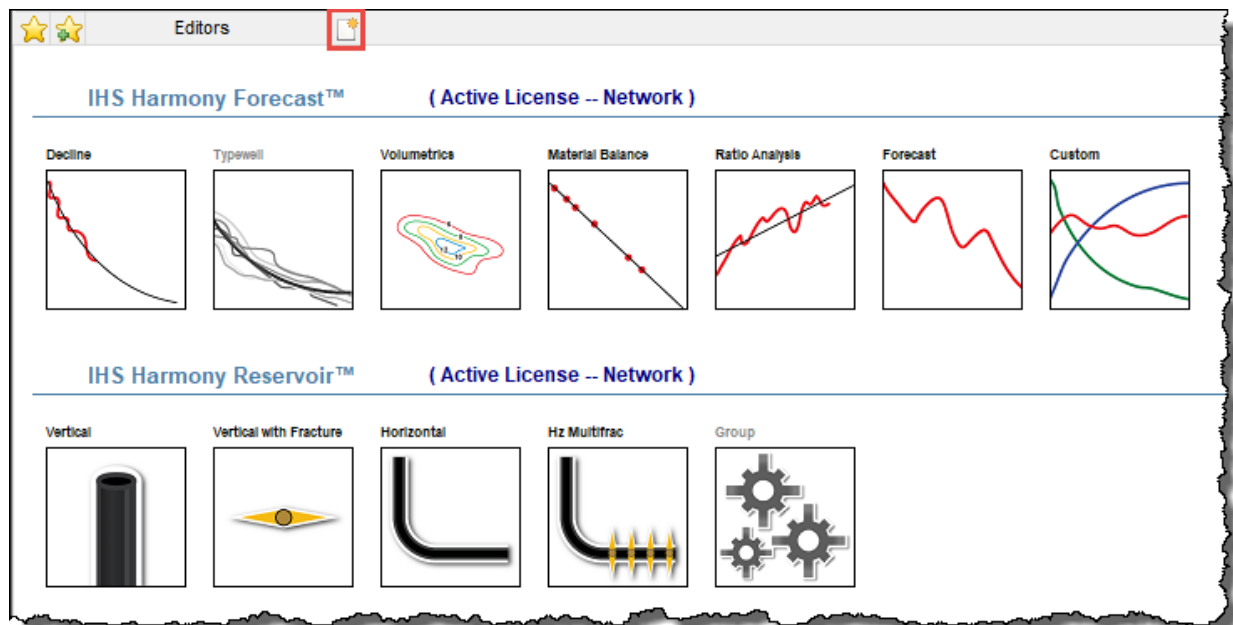 Editors
IHS Harmony Forecast™ ( Active License -- Network )
Decline Typewell Volumetrics Material Balance Ratio Analysis Forecast Custom
IHS Harmony Reservoir™ ( Active License -- Network )
Vertical Vertical with Fracture Horizontal Hz Multifrac Group